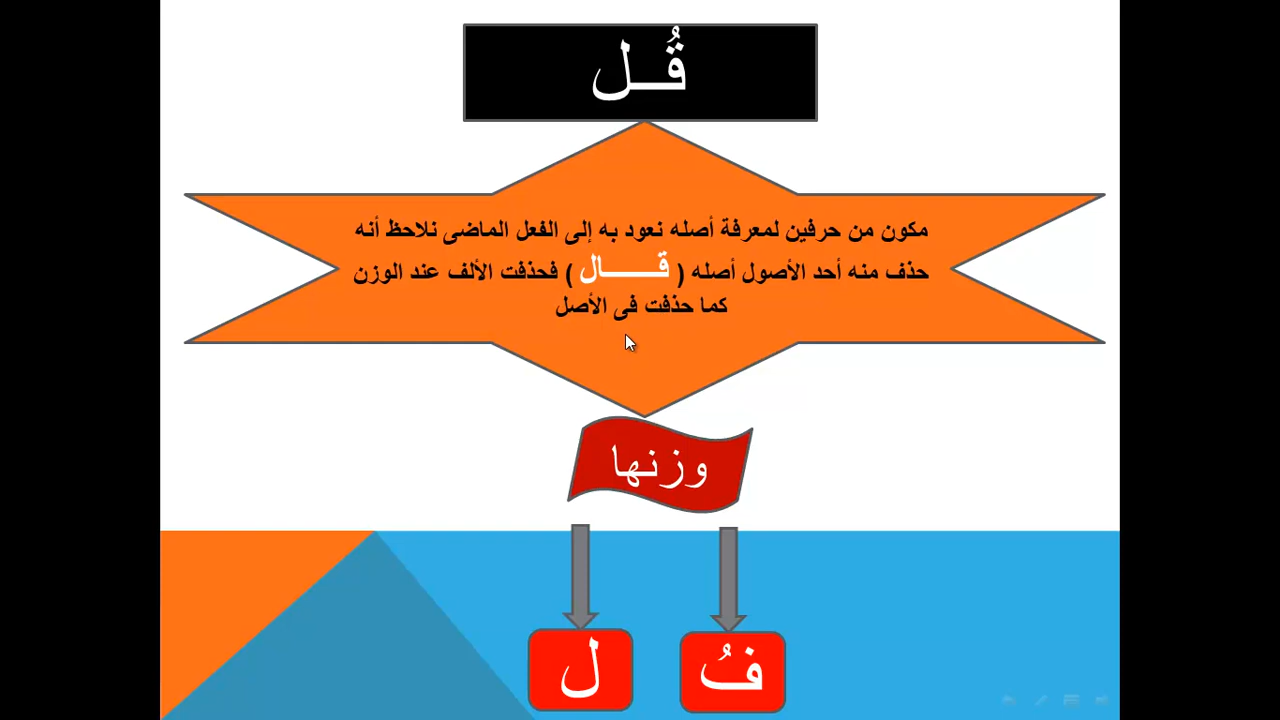 قُــل
مكون من حرفين لمعرفة أصله نعود به إلى الفعل الماضى نلاحظ أنه
حذف منه أحد الأصول أصله ( قــــال ) فحذفت الألف عند الوزن
كما حذفت فى الأصل
وزنها
فُـ ل